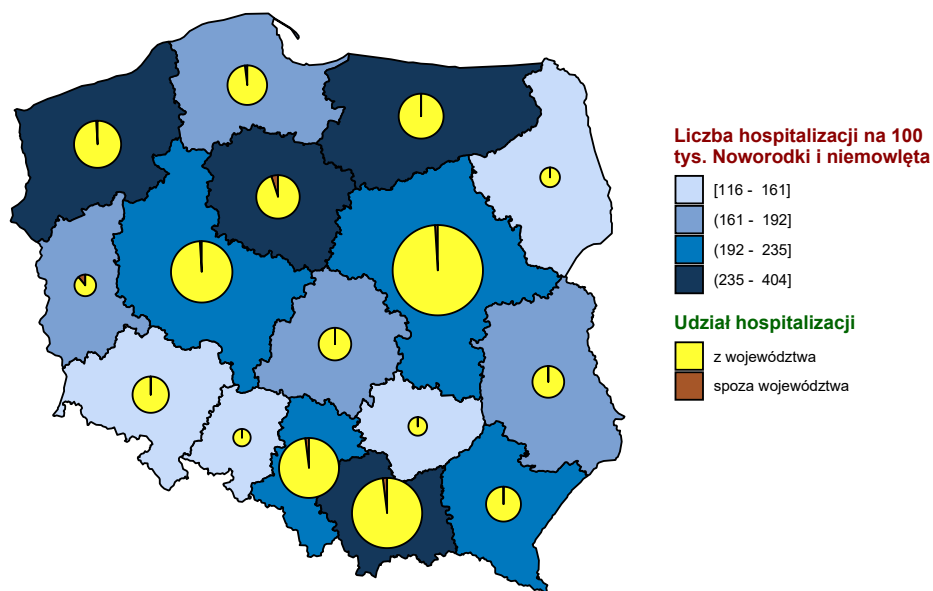 Liczba hospitalizacji na 100
tys. Noworodki i niemowlęta
[116 - 161]
(161 - 192]
(192 - 235]
(235 - 404]
Udział hospitalizacji
z województwa
spoza województwa